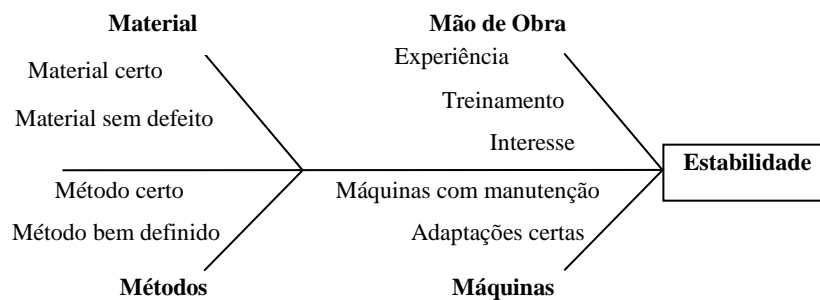 Material
Mão de Obra
Material certo
Experiência
Material sem defeito
Treinamento
Interesse
Estabilidade
Método certo
Máquinas com manutenção
Método bem definido
Adaptações certas
Métodos
Máquinas